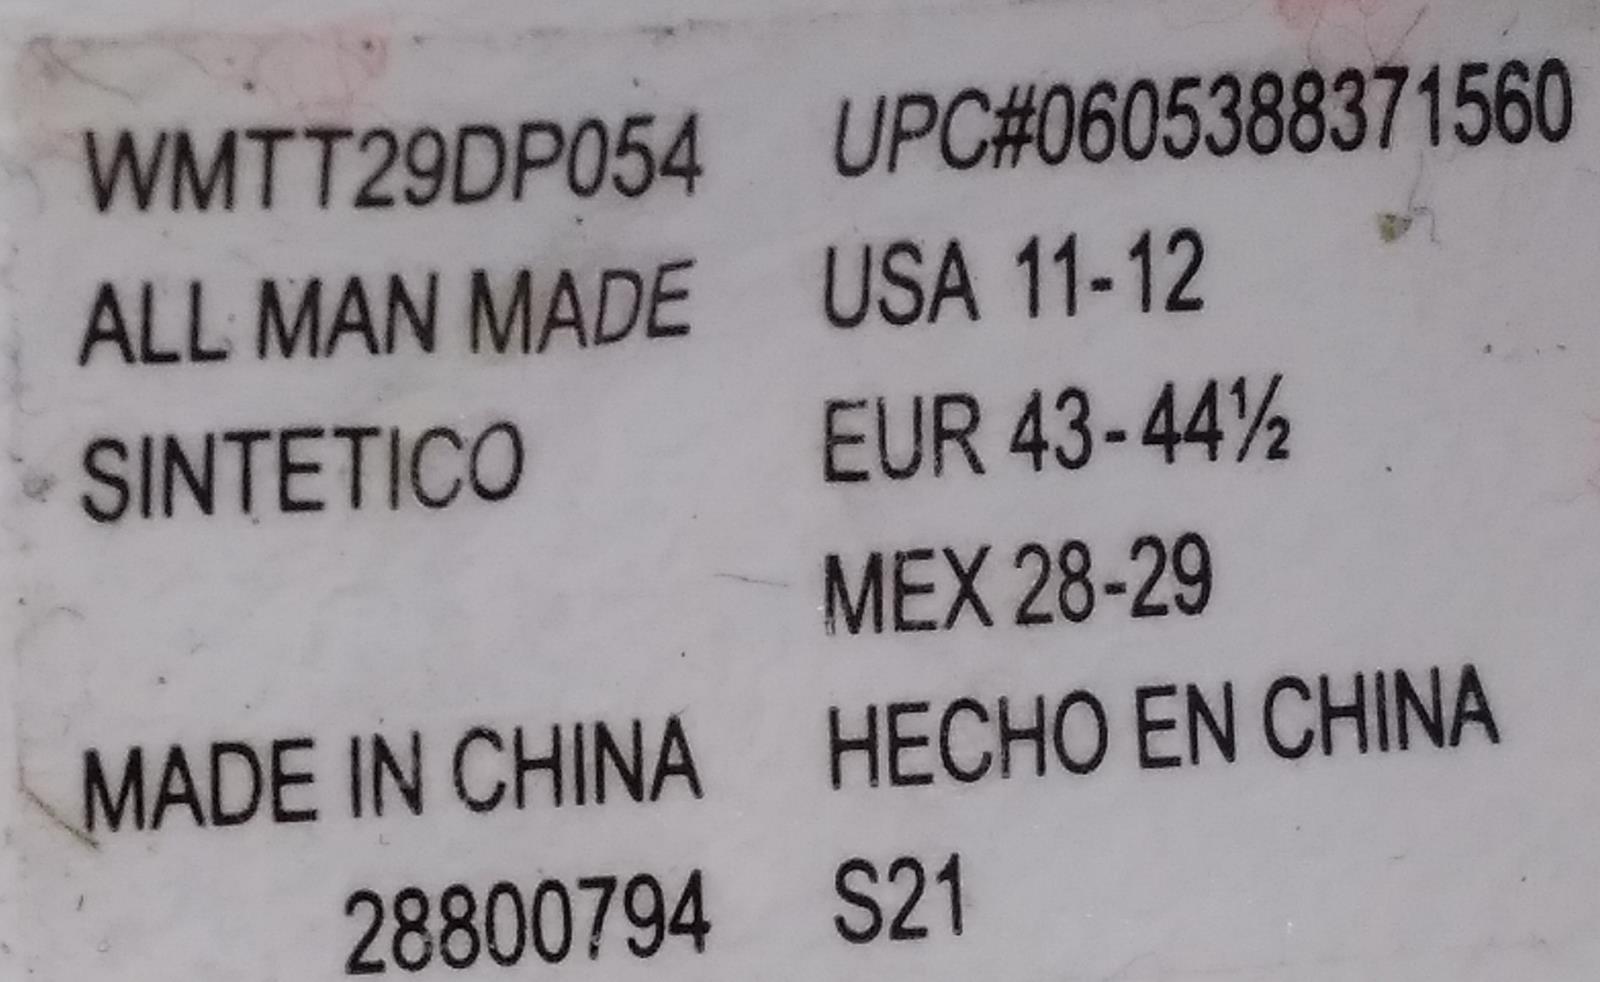 WMTT29DP054
ALL MAN MADE
SINTETICO
MADE IN CHINA
28800794
UPC#0605388371560
USA 11-12
EUR 43-44½
MEX 28-29
HECHO EN CHINA
S21